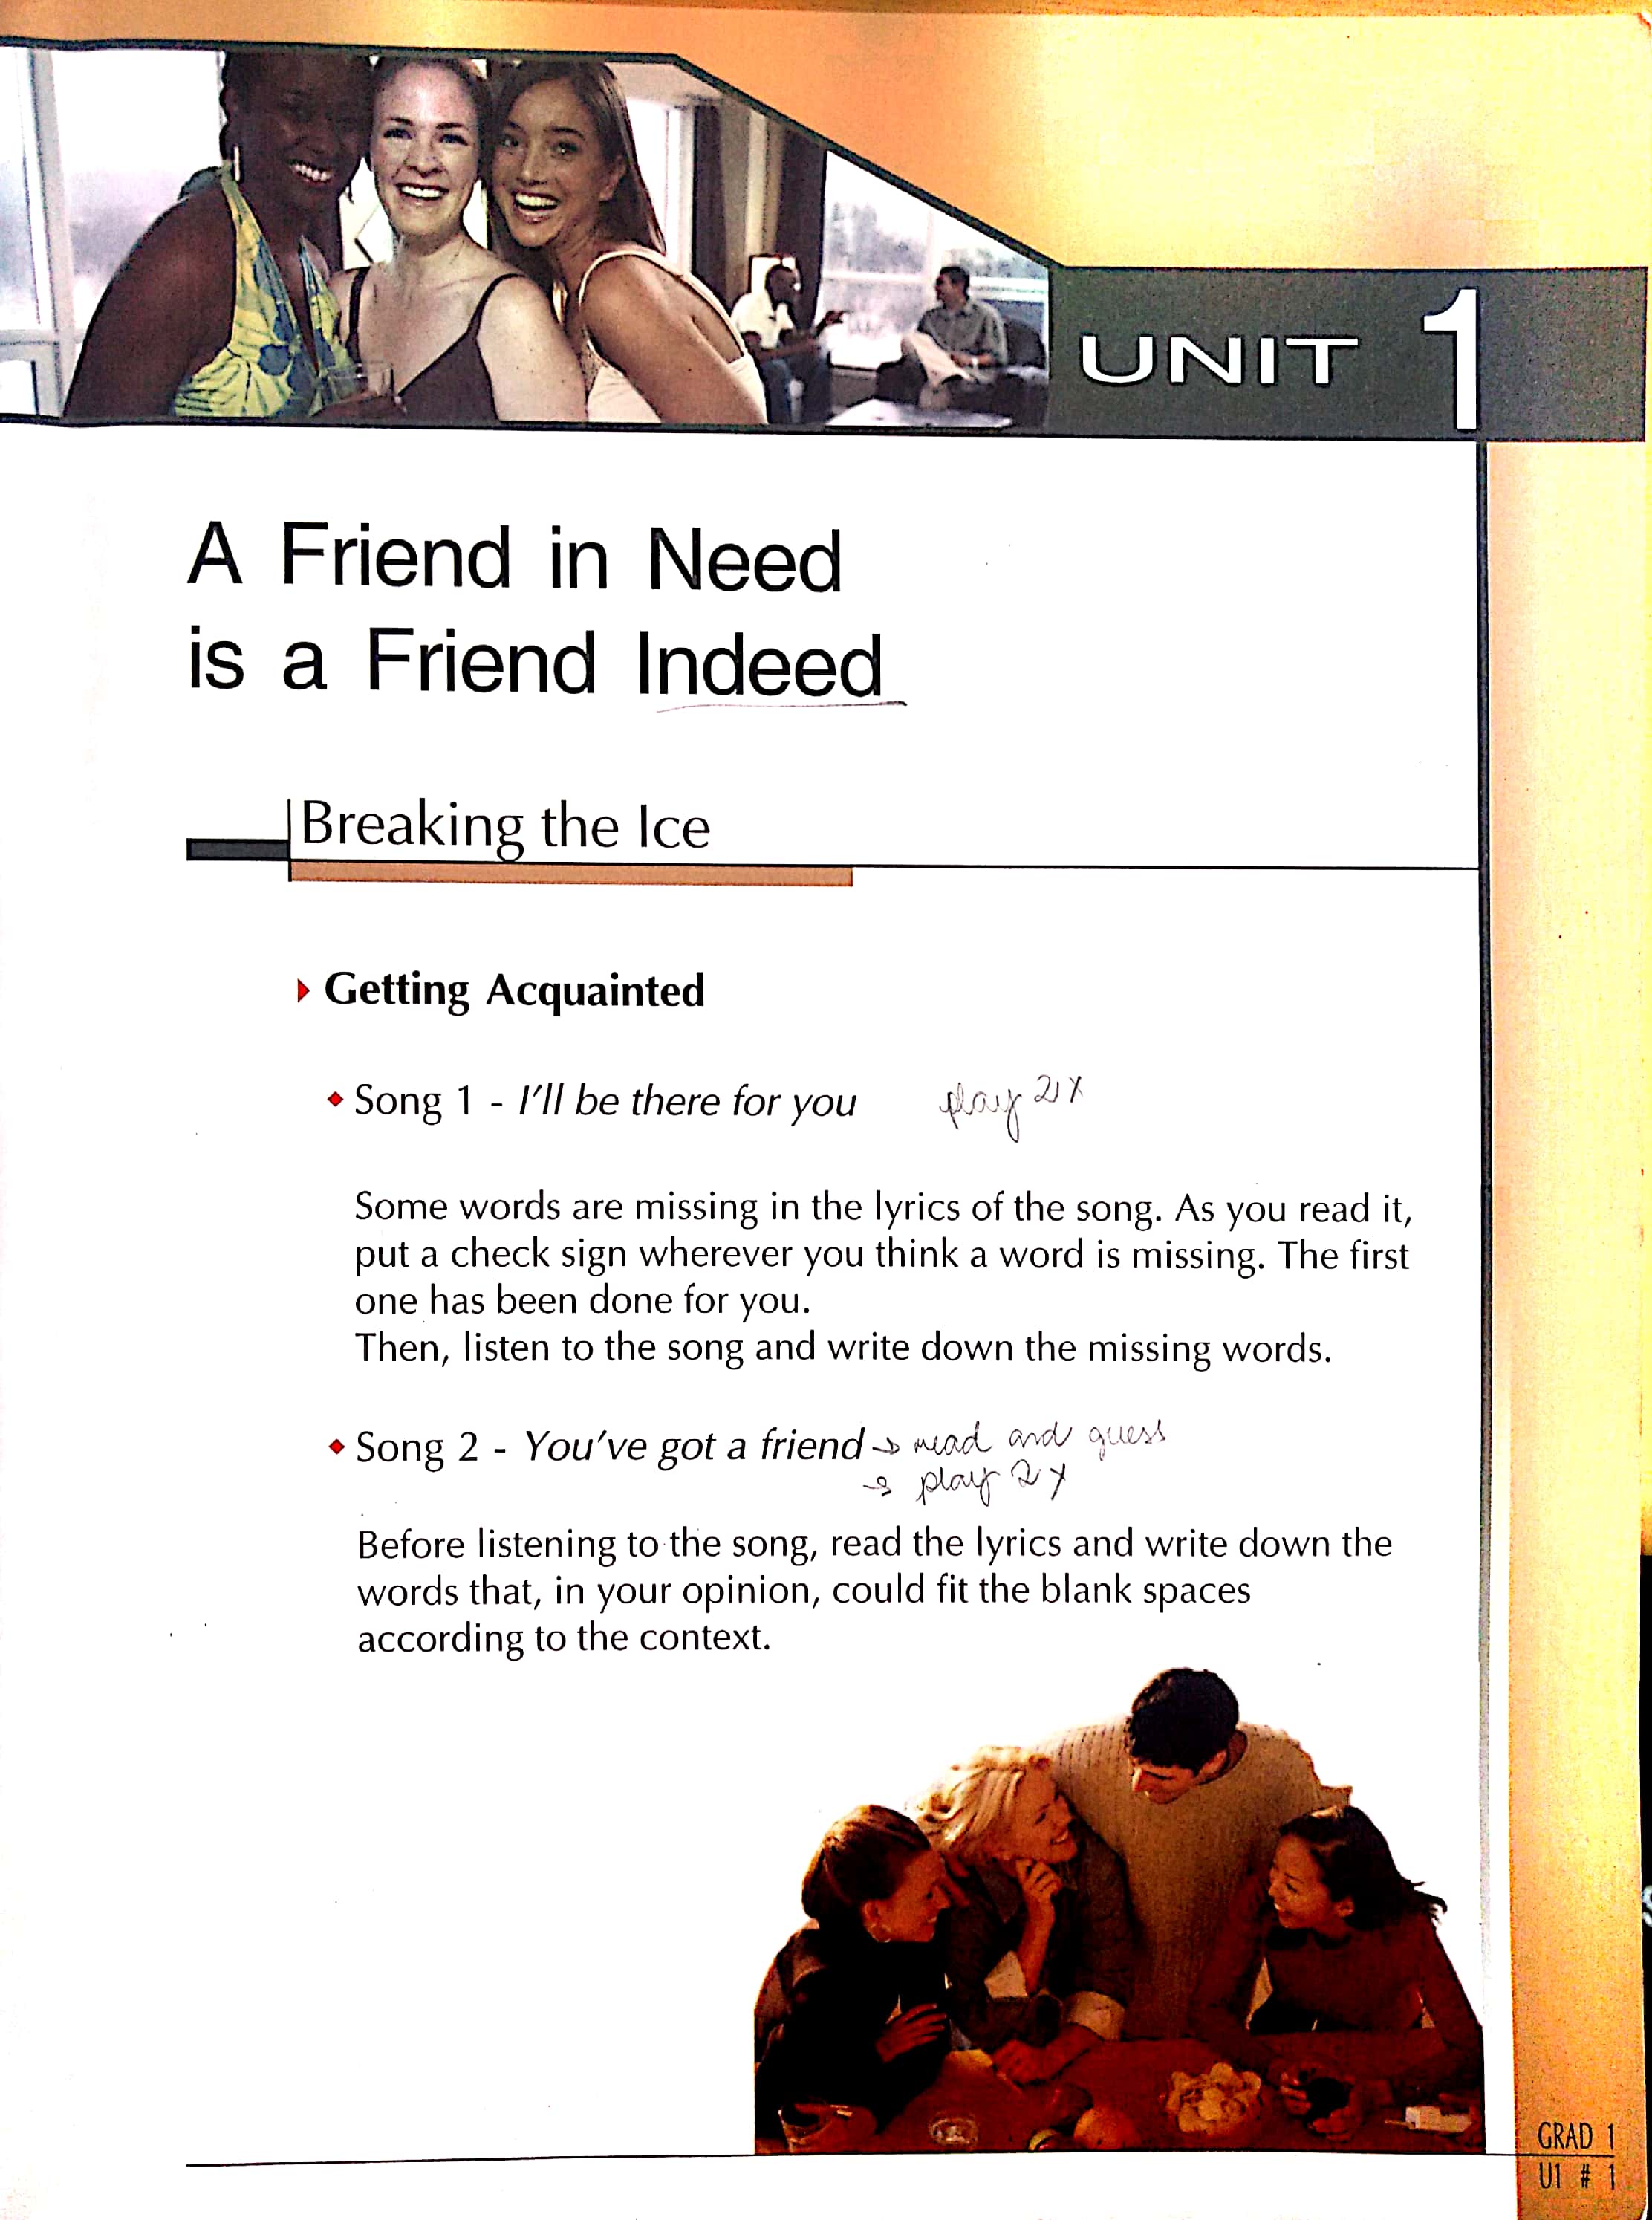 UNIT 1
A Friend in Need
is a Friend Indeed
Breaking the Ice
Getting Acquainted
Song 1 - I'll be there for you play 2x
Some words are missing in the lyrics of the song. As you read it,
put a check sign wherever you think a word is missing. The first
one has been done for you.
Then, listen to the song and write down the missing words.
Song 2 - You've got a friend → read and guess
→ play 2x
Before listening to the song, read the lyrics and write down the
words that, in your opinion, could fit the blank spaces
according to the context.
GRAD 1
U1 # 1